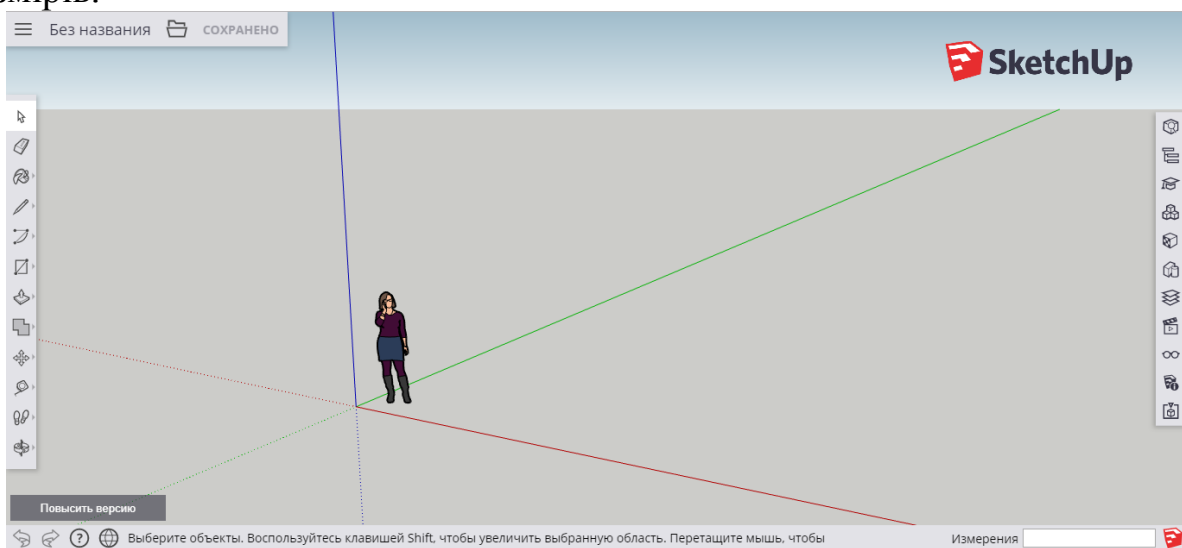 Без названия СОХРАНЕНО
SketchUp
Повысить версию
Выберите объекты. Воспользуйтесь клавишей Shift, чтобы увеличить выбранную область. Перетащите мышь, чтобы
Измерения